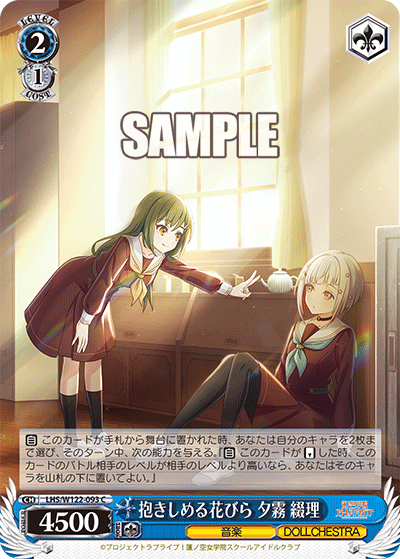 LEVEL
2
1
COST
SAMPLE
自 このカードが手札から舞台に置かれた時、あなたは自分のキャラを2枚
まで選び、そのターン中、次の能力を与える。『自 このカードが した時、このカード
のバトル相手のレベルが相手のレベルより高いなら、あなたはそのキャ
ラを山札の下に置いてよい。』
CH
LHS/W122-093 C
4500
抱きしめる花びら 夕霧 綴理
音楽
DOLLCHESTRA
©プロジェクトラブライブ!蓮ノ空女学院スクールアイドルクラブ